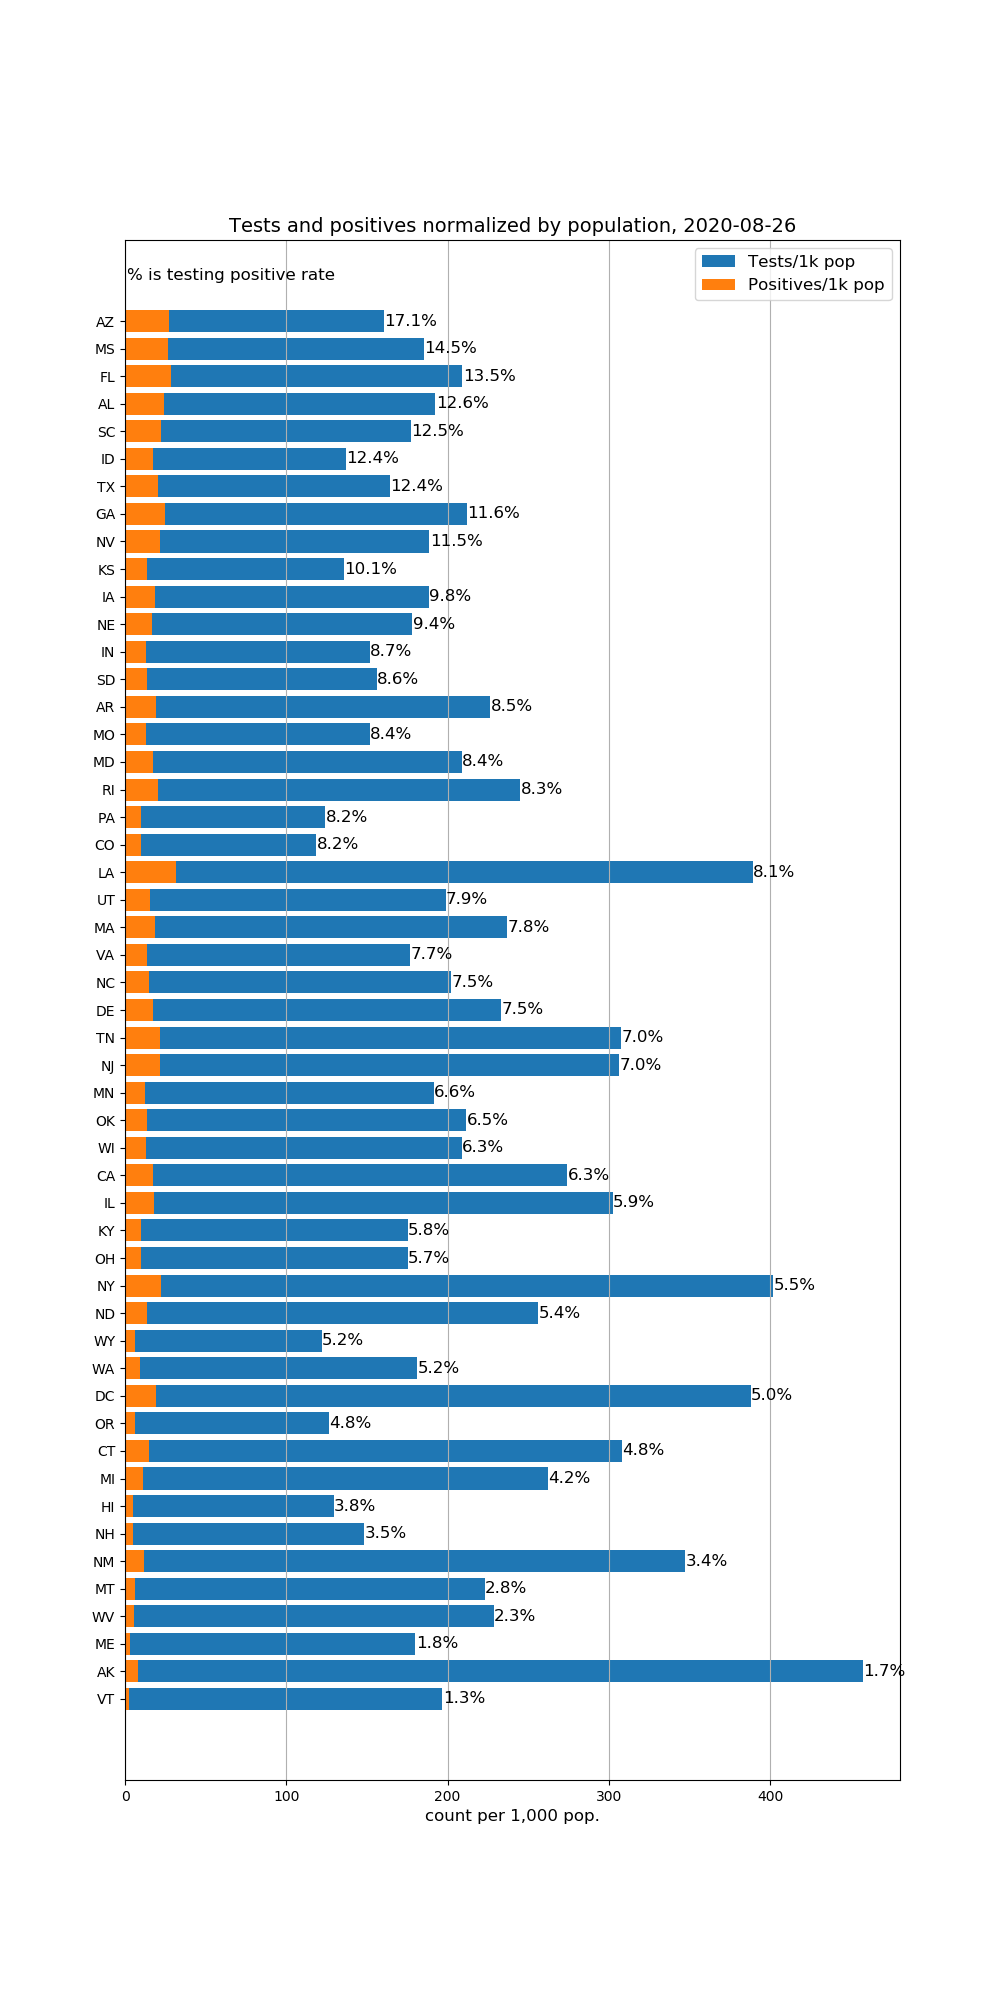 Tests and positives normalized by population, 2020-08-26
% is testing positive rate
Tests/1k pop
Positives/1k pop
AZ 17.1%
MS 14.5%
FL 13.5%
AL 12.6%
SC 12.5%
ID 12.4%
TX 12.4%
GA 11.6%
NV 11.5%
KS 10.1%
IA 9.8%
NE 9.4%
IN 8.7%
SD 8.6%
AR 8.5%
MO 8.4%
MD 8.4%
RI 8.3%
PA 8.2%
CO 8.2%
LA 8.1%
UT 7.9%
MA 7.8%
VA 7.7%
NC 7.5%
DE 7.5%
TN 7.0%
NJ 7.0%
MN 6.6%
OK 6.5%
WI 6.3%
CA 6.3%
IL 5.9%
KY 5.8%
OH 5.7%
NY 5.5%
ND 5.4%
WY 5.2%
WA 5.2%
DC 5.0%
OR 4.8%
CT 4.8%
MI 4.2%
HI 3.8%
NH 3.5%
NM 3.4%
MT 2.8%
WV 2.3%
ME 1.8%
AK 1.7%
VT 1.3%
0 100 200 300 400
count per 1,000 pop.